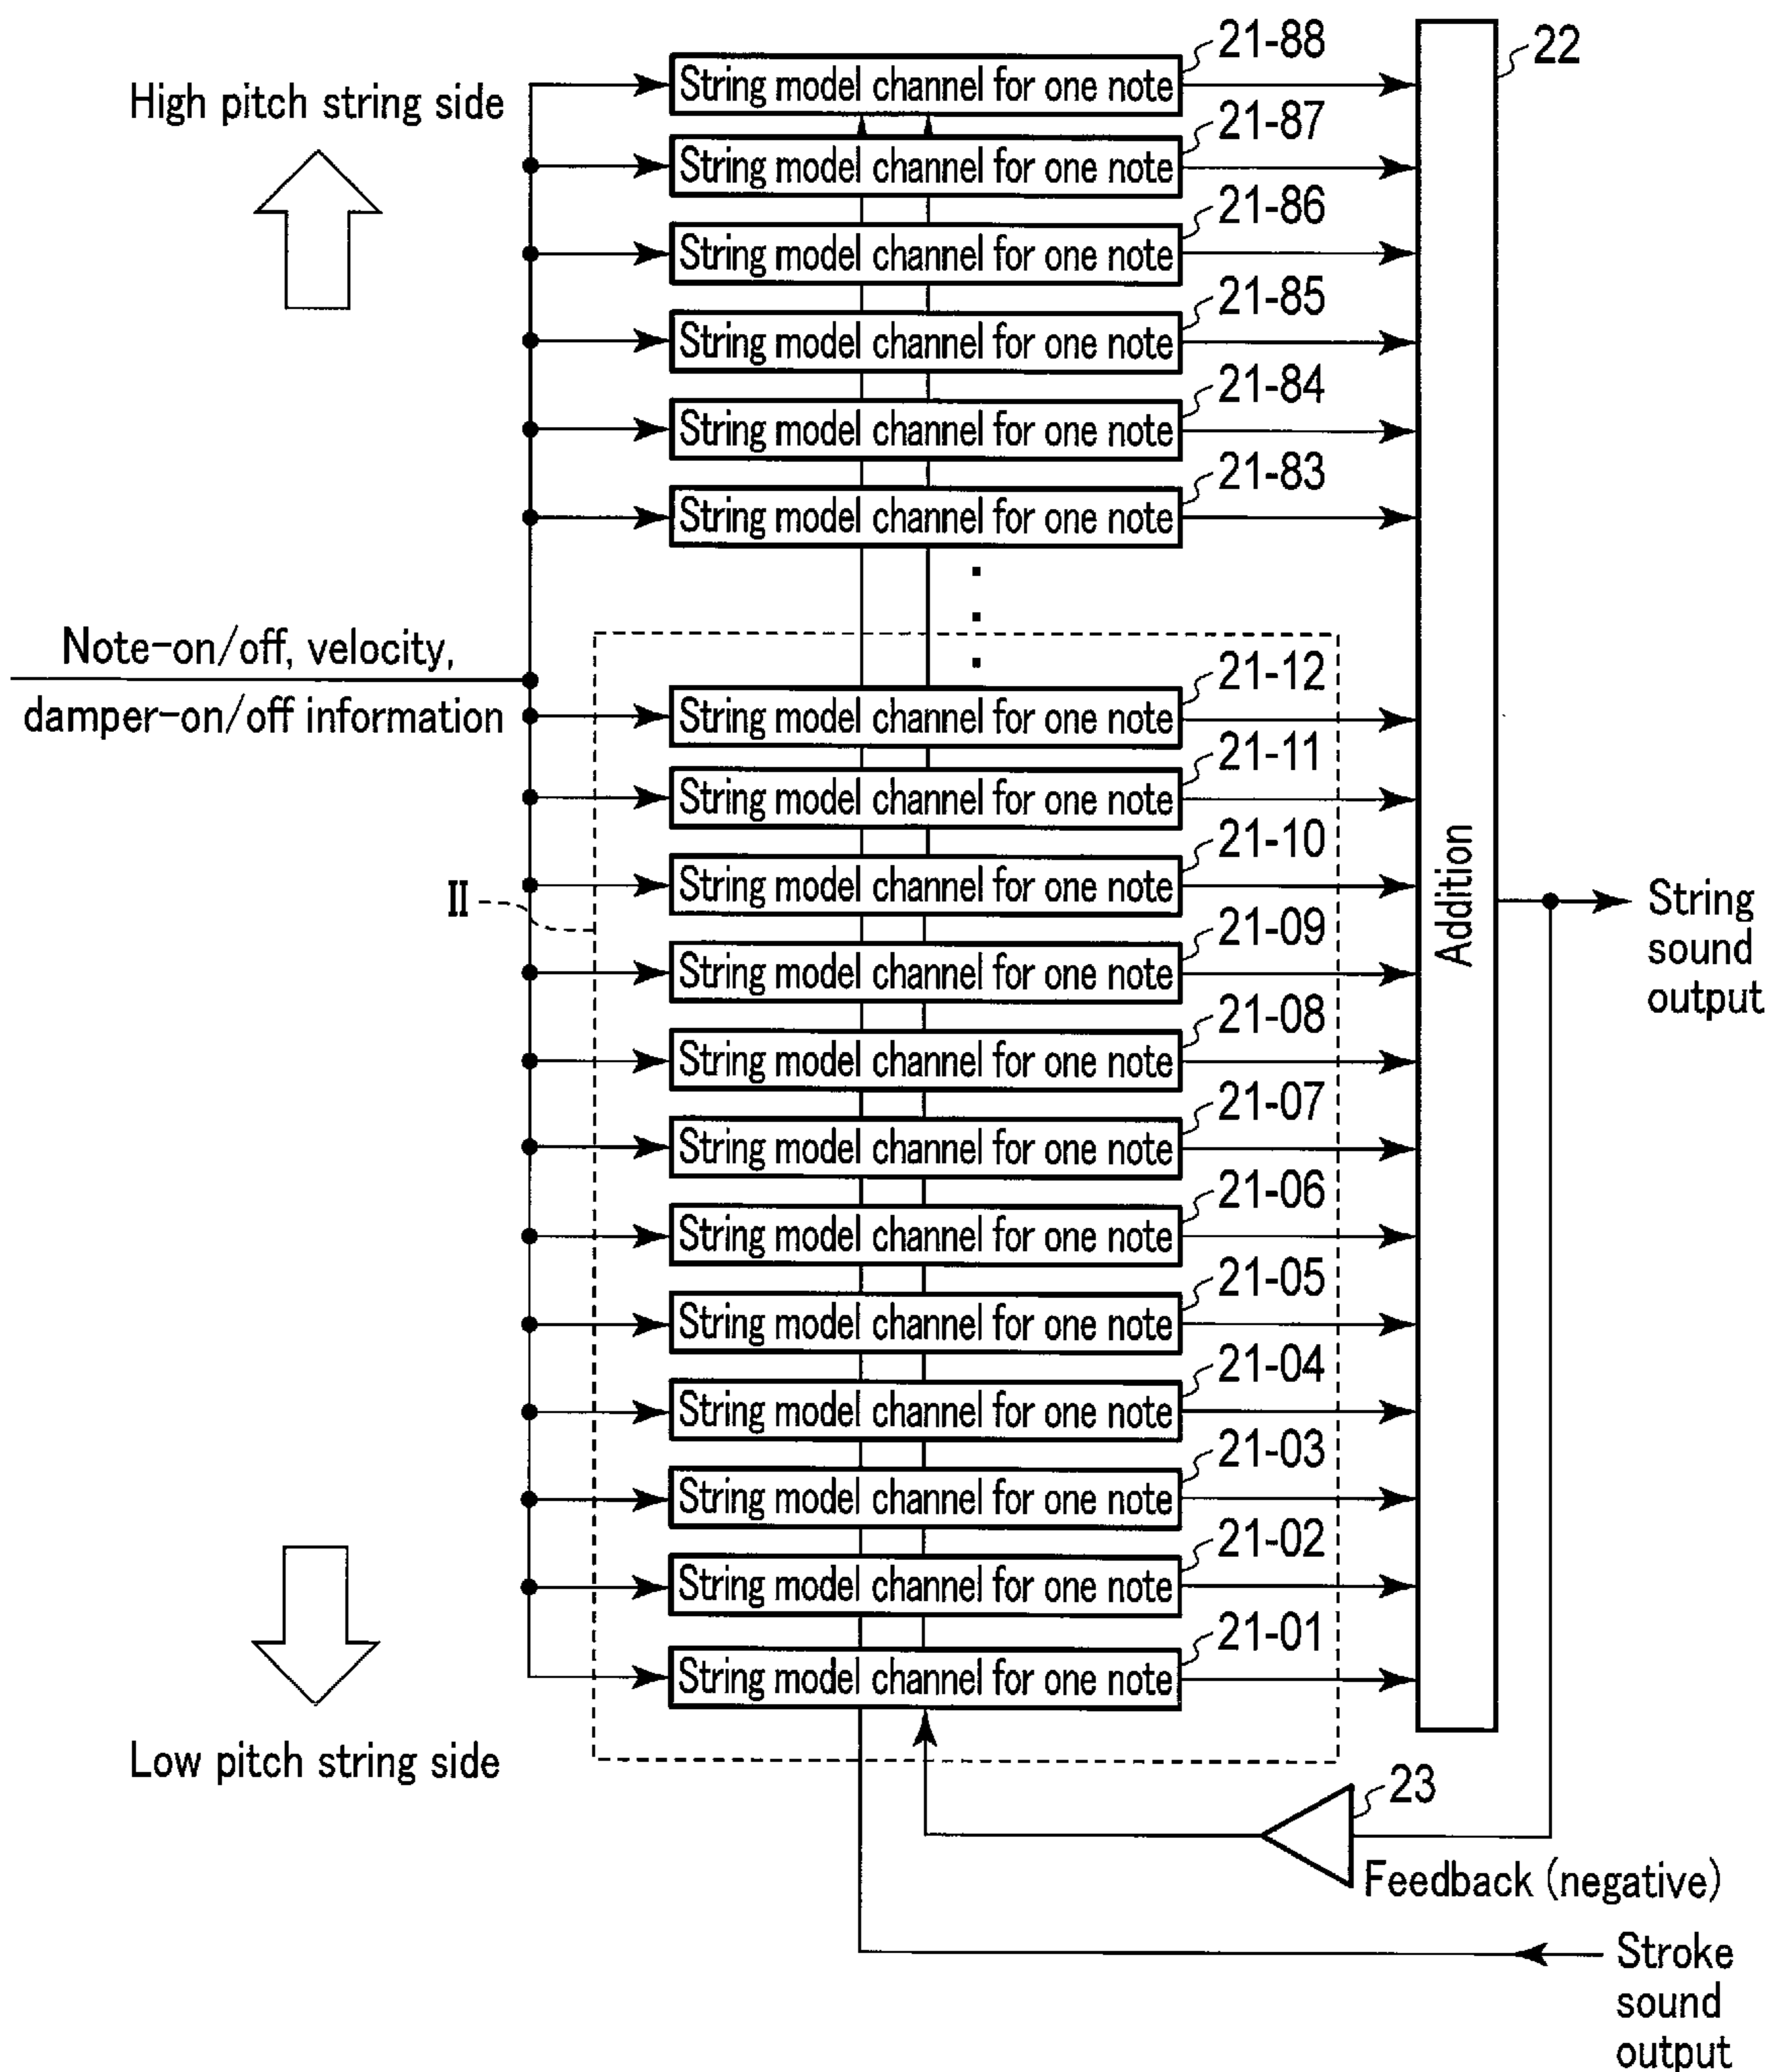 21-88
22
String model channel for one note
High pitch string side
21-87
String model channel for one note
21-86
String model channel for one note
21-85
String model channel for one note
21-84
String model channel for one note
21-83
String model channel for one note
Note-on/off, velocity,
damper-on/off information
21-12
String model channel for one note
21-11
String model channel for one note
21-10
String model channel for one note
II
21-09
String model channel for one note
Addition
String
sound
output
21-08
String model channel for one note
21-07
String model channel for one note
21-06
String model channel for one note
21-05
String model channel for one note
21-04
String model channel for one note
21-03
String model channel for one note
21-02
String model channel for one note
21-01
String model channel for one note
Low pitch string side
23
Feedback (negative)
Stroke
sound
output